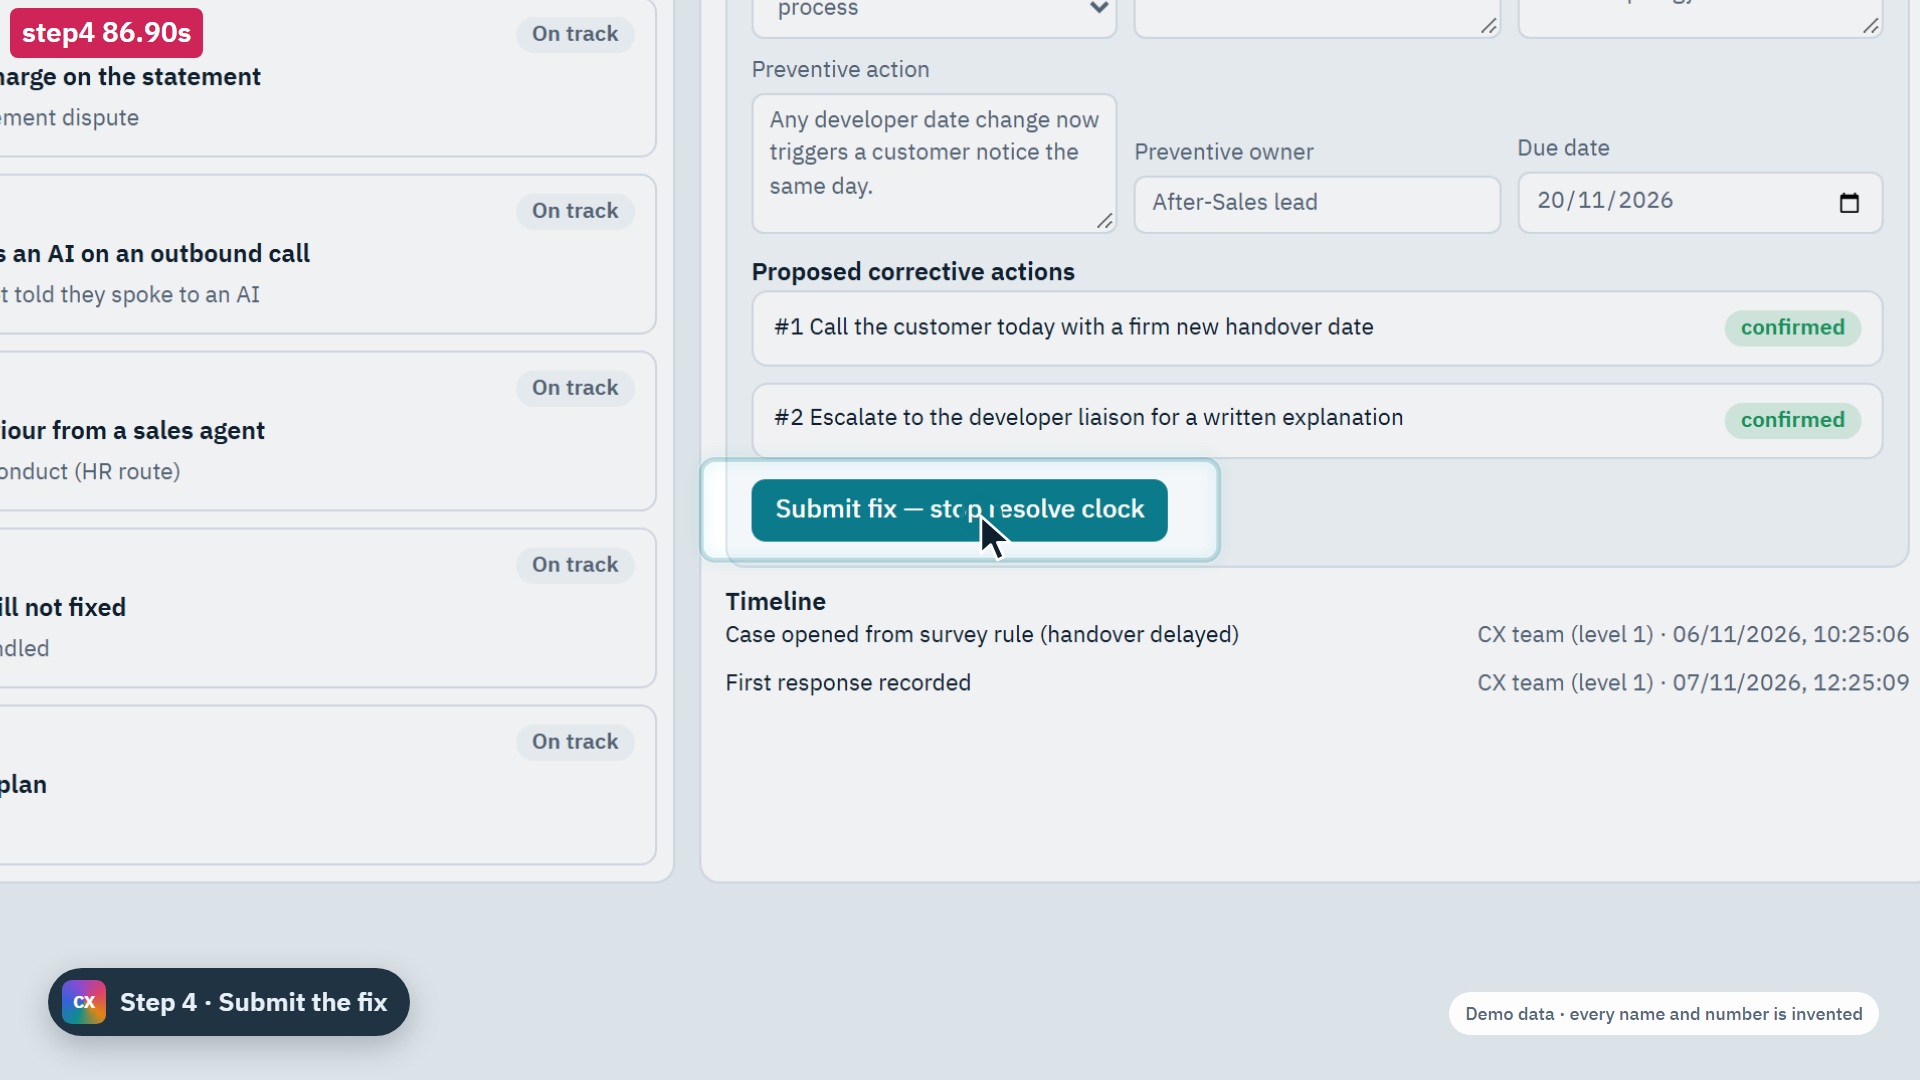 step4 86.90s
On track
harge on the statement
ement dispute
On track
s an AI on an outbound call
t told they spoke to an AI
On track
iour from a sales agent
onduct (HR route)
On track
ill not fixed
ndled
On track
plan
process
Preventive action
Any developer date change now
triggers a customer notice the
same day.
Preventive owner
After-Sales lead
Due date
20/11/2026
Proposed corrective actions
#1 Call the customer today with a firm new handover date
confirmed
#2 Escalate to the developer liaison for a written explanation
confirmed
Submit fix — stop resolve clock
Timeline
Case opened from survey rule (handover delayed)
CX team (level 1) · 06/11/2026, 10:25:06
First response recorded
CX team (level 1) · 07/11/2026, 12:25:09
CX
Step 4 · Submit the fix
Demo data · every name and number is invented